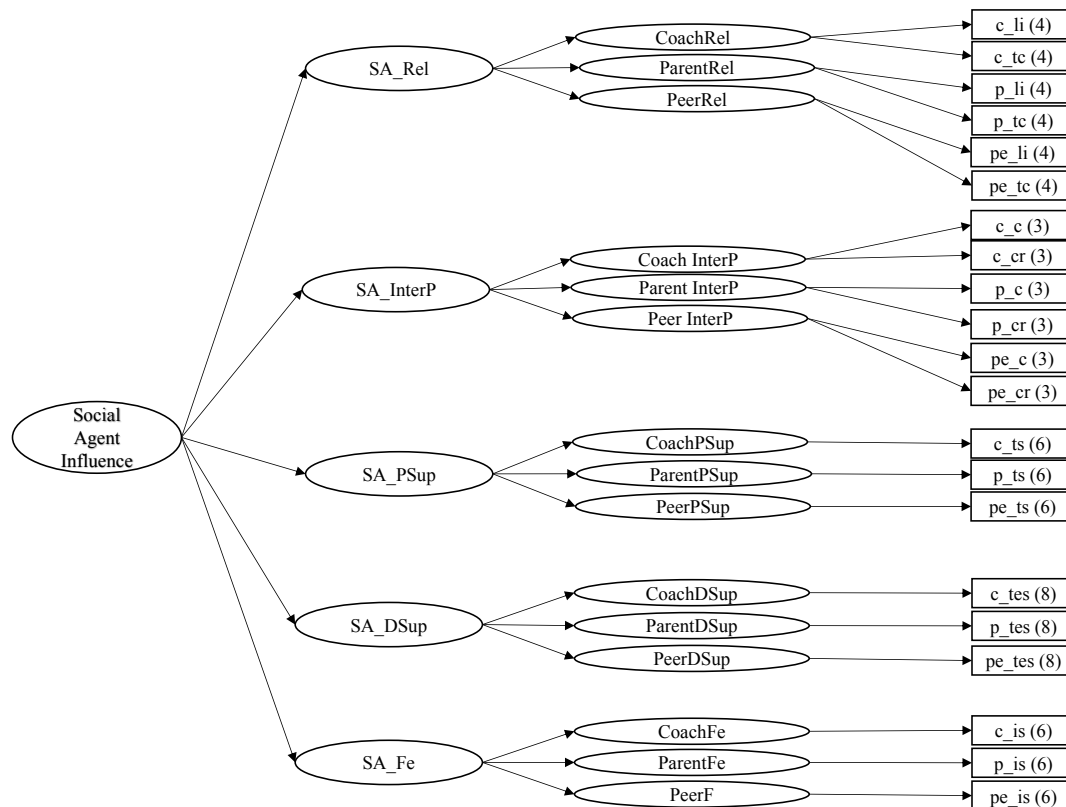 Social
Agent
Influence
SA_Rel
CoachRel
ParentRel
PeerRel
c_li (4)
c_tc (4)
p_li (4)
p_tc (4)
pe_li (4)
pe_tc (4)
SA_InterP
Coach InterP
Parent InterP
Peer InterP
c_c (3)
c_cr (3)
p_c (3)
p_cr (3)
pe_c (3)
pe_cr (3)
SA_PSup
CoachPSup
ParentPSup
PeerPSup
c_ts (6)
p_ts (6)
pe_ts (6)
SA_DSup
CoachDSup
ParentDSup
PeerDSup
c_tes (8)
p_tes (8)
pe_tes (8)
SA_Fe
CoachFe
ParentFe
PeerF
c_is (6)
p_is (6)
pe_is (6)